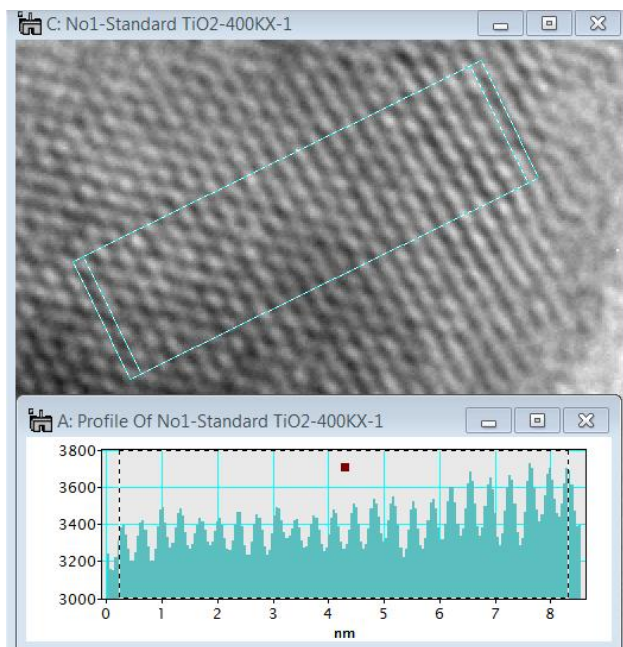 C: No1-Standard TiO2-400KX-1
A: Profile Of No1-Standard TiO2-400KX-1
3800
3600
3400
3200
3000
0 1 2 3 4 5 6 7 8
nm